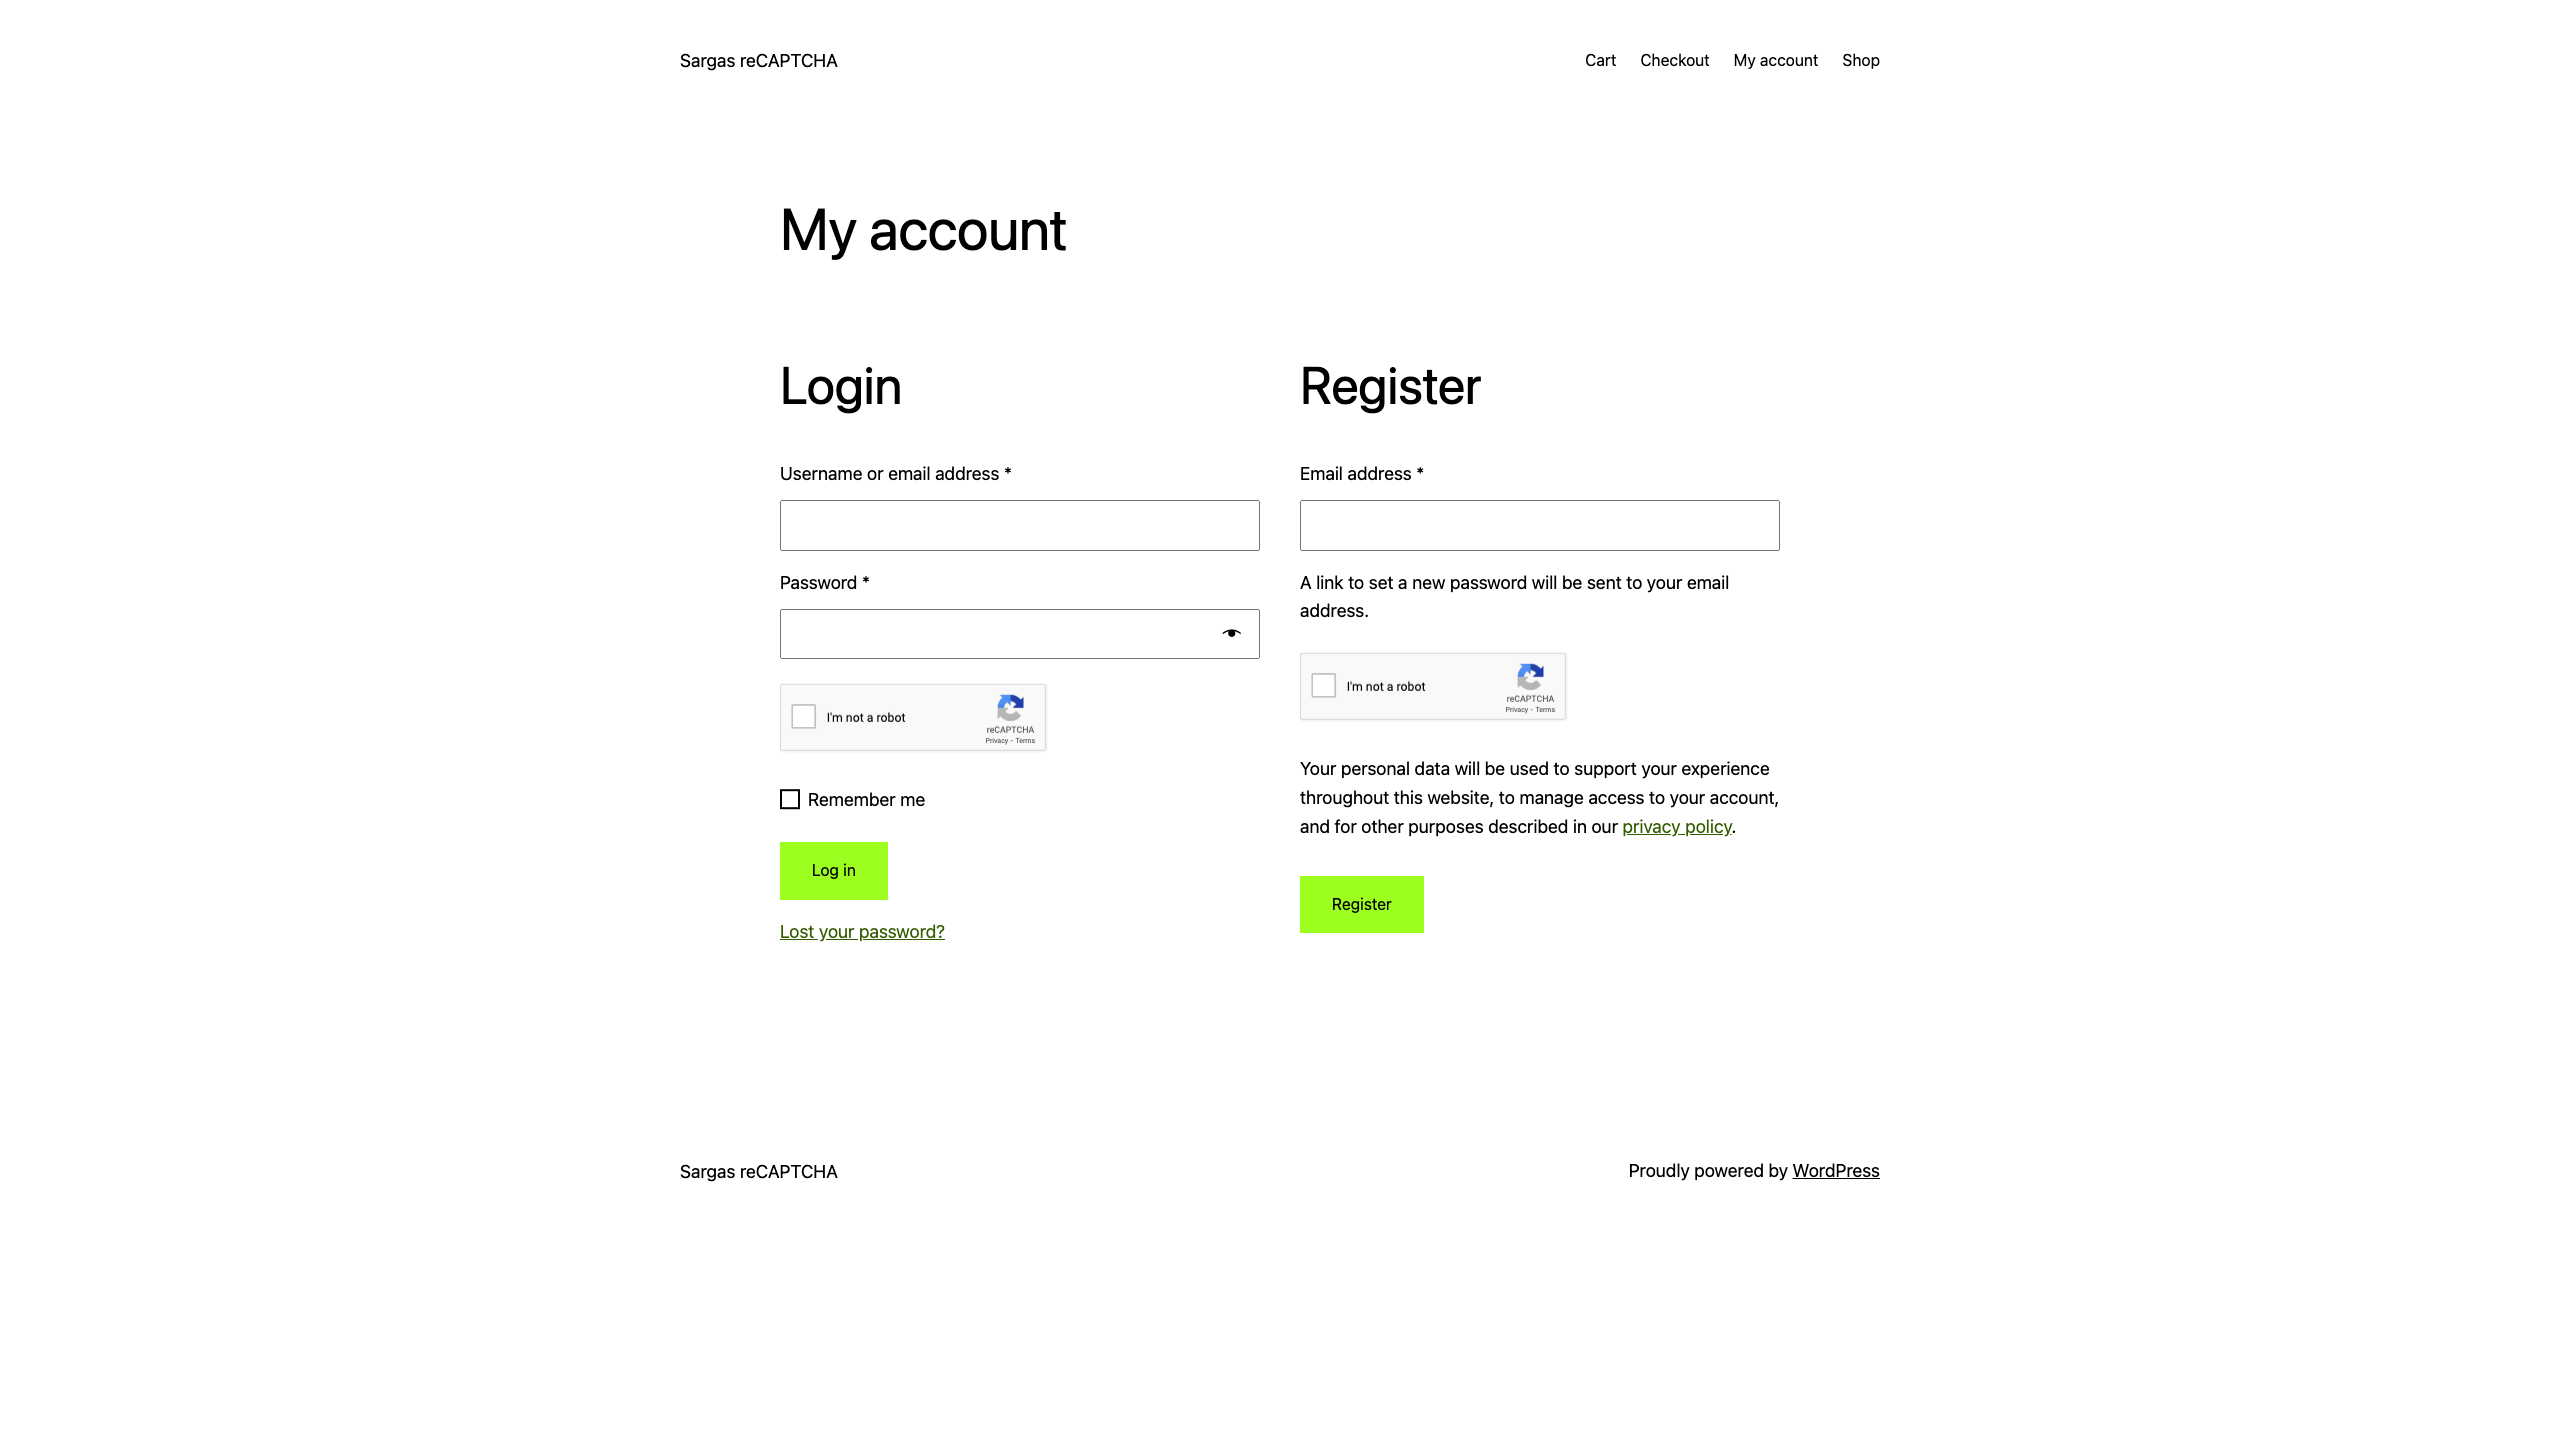 Sargas reCAPTCHA
Cart Checkout My account Shop
My account
Login
Username or email address *
Password *
I'm not a robot
reCAPTCHA
Privacy - Terms
Remember me
Log in
Lost your password?
Register
Email address *
A link to set a new password will be sent to your email
address.
I'm not a robot
reCAPTCHA
Privacy - Terms
Your personal data will be used to support your experience
throughout this website, to manage access to your account,
and for other purposes described in our privacy policy.
Register
Sargas reCAPTCHA
Proudly powered by WordPress